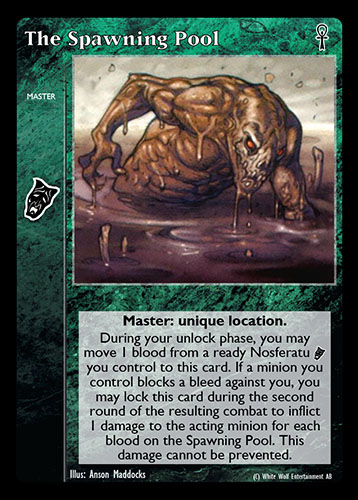 The Spawning Pool
MASTER
Master: unique location.
During your unlock phase, you may
move 1 blood from a ready Nosferatu
you control to this card. If a minion you
control blocks a bleed against you, you
may lock this card during the second
round of the resulting combat to inflict
1 damage to the acting minion for each
blood on the Spawning Pool. This
damage cannot be prevented.
Illus: Anson Maddocks
(C) White Wolf Entertainment AB